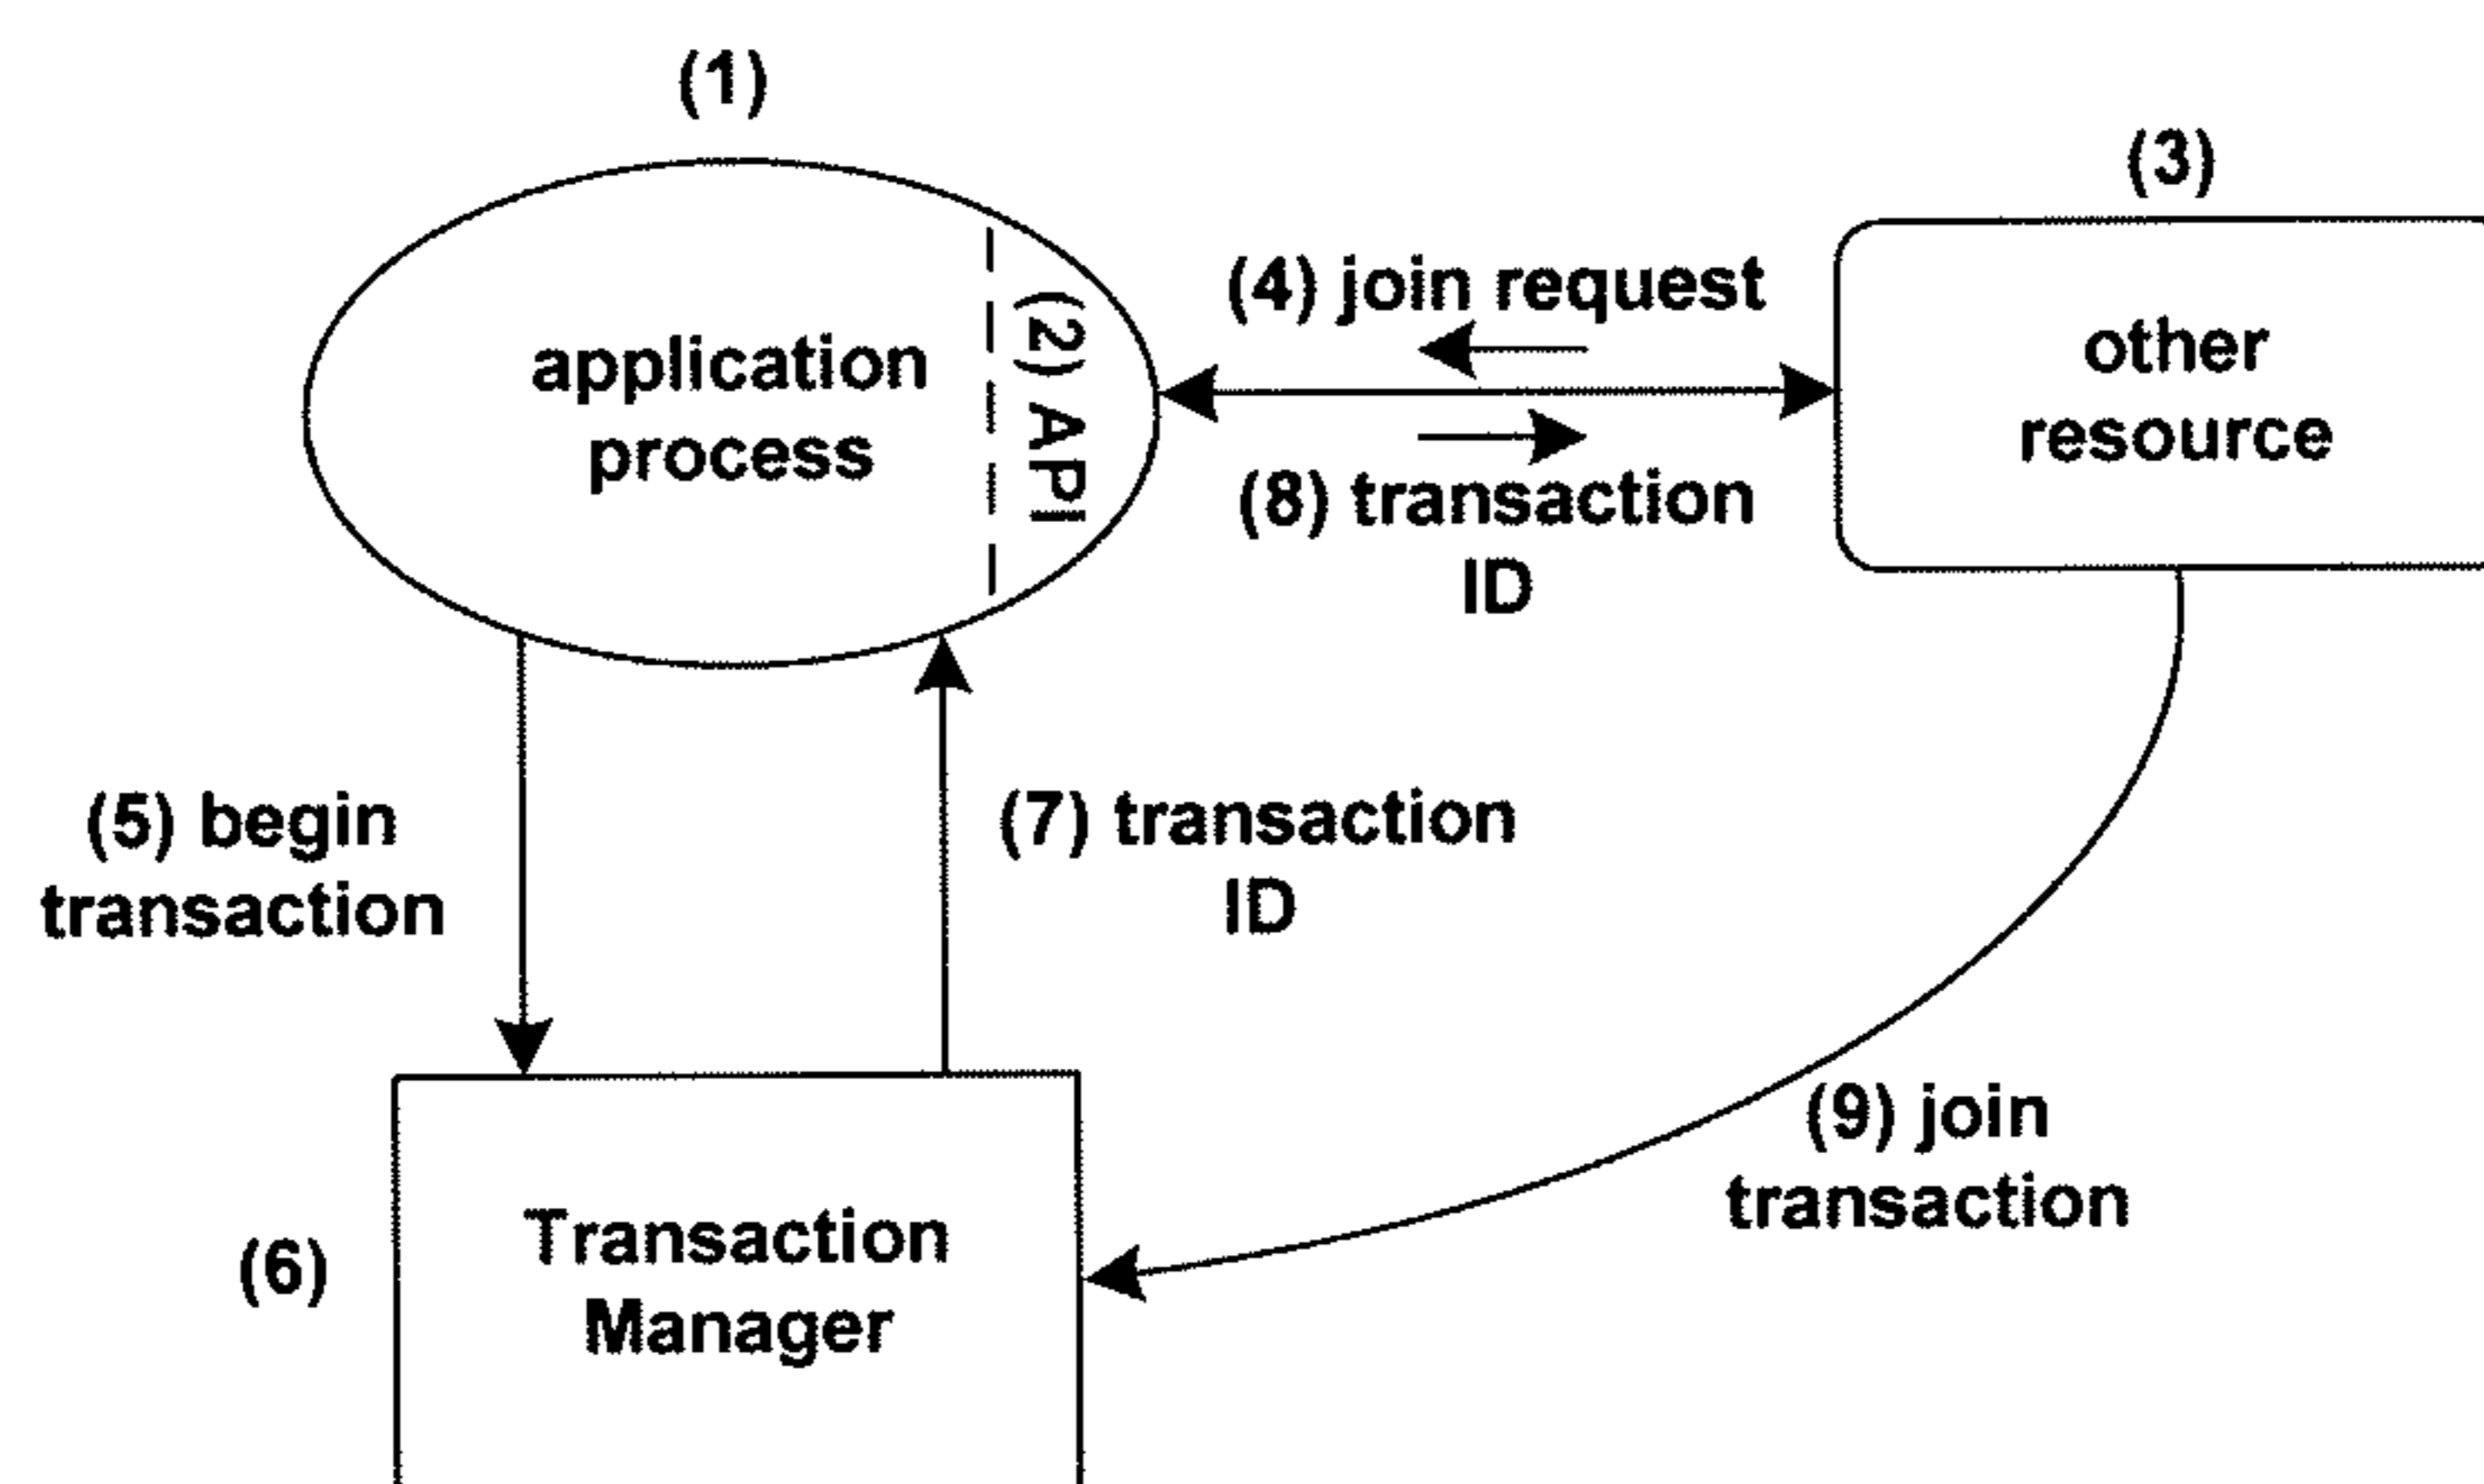 (1)
(3)
application
process
(2) API
(4) join request
(8) transaction
ID
other
resource
(5) begin
transaction
(7) transaction
ID
(9) join
transaction
(6)
Transaction
Manager